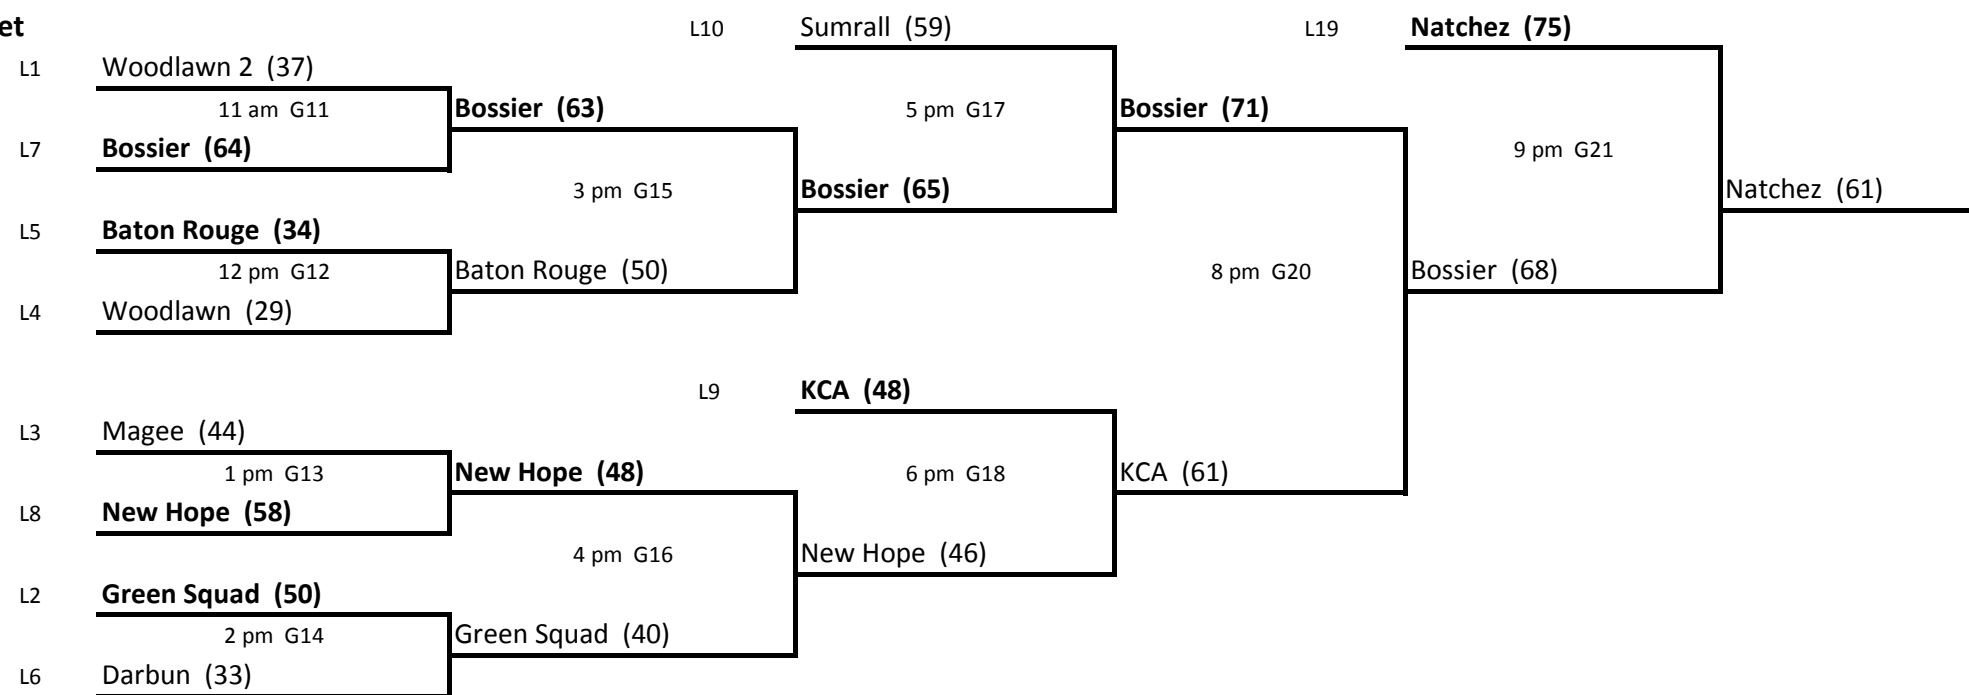 et
L10 Sumrall (59) L19 Natchez (75)
L1 Woodlawn 2 (37)
11 am G11 Bossier (63) 5 pm G17 Bossier (71)
L7 Bossier (64) 9 pm G21
3 pm G15 Bossier (65) Natchez (61)
L5 Baton Rouge (34)
12 pm G12 Baton Rouge (50) 8 pm G20 Bossier (68)
L4 Woodlawn (29)
L9 KCA (48)
L3 Magee (44)
1 pm G13 New Hope (48) 6 pm G18 KCA (61)
L8 New Hope (58)
4 pm G16 New Hope (46)
L2 Green Squad (50)
2 pm G14 Green Squad (40)
L6 Darbun (33)